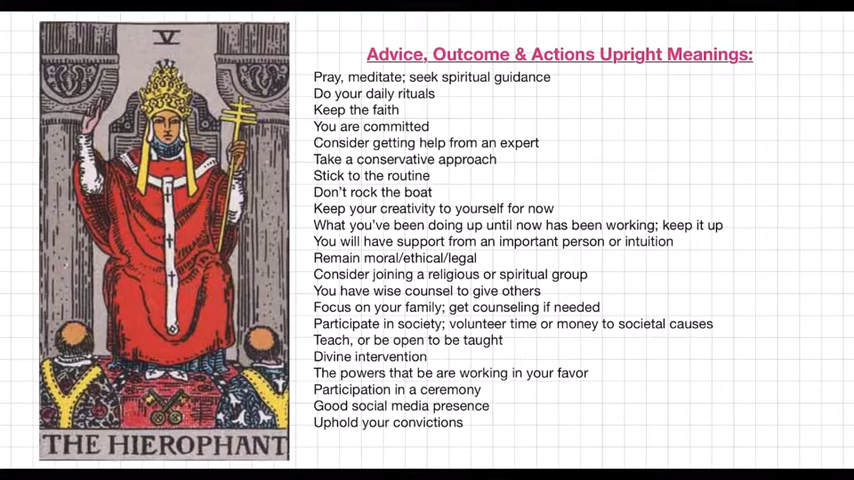 V
THE HIEROPHANT
Advice, Outcome & Actions Upright Meanings:
Pray, meditate; seek spiritual guidance
Do your daily rituals
Keep the faith
You are committed
Consider getting help from an expert
Take a conservative approach
Stick to the routine
Don't rock the boat
Keep your creativity to yourself for now
What you've been doing up until now has been working; keep it up
You will have support from an important person or intuition
Remain moral/ethical/legal
Consider joining a religious or spiritual group
You have wise counsel to give others
Focus on your family; get counseling if needed
Participate in society; volunteer time or money to societal causes
Teach, or be open to be taught
Divine intervention
The powers that be are working in your favor
Participation in a ceremony
Good social media presence
Uphold your convictions